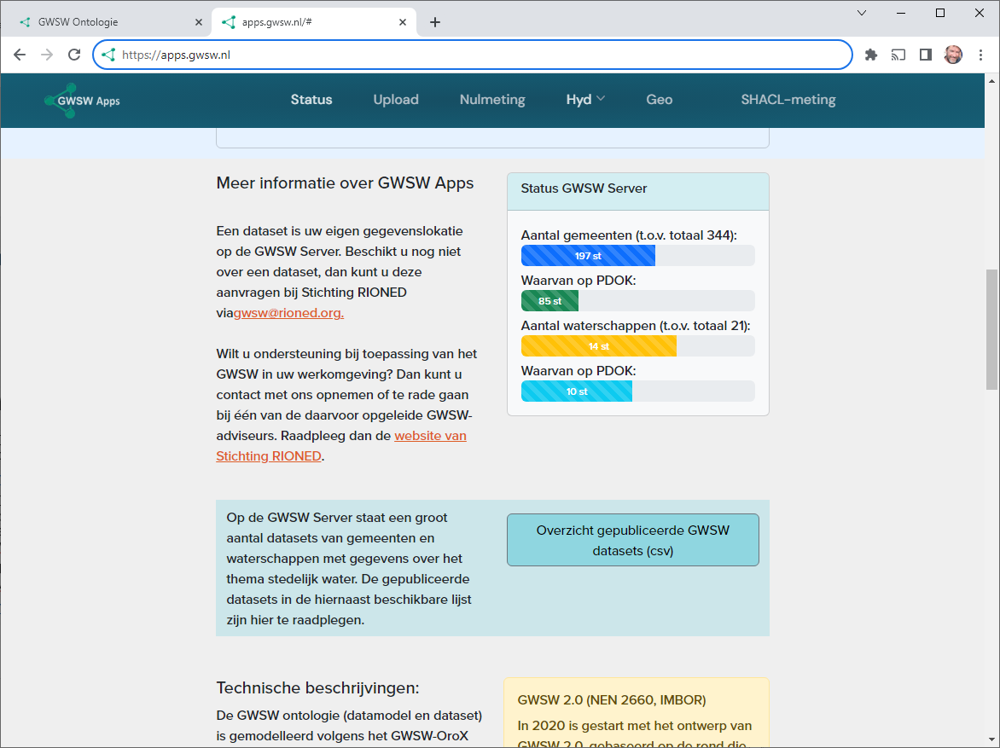 GWSW Ontologie
apps.gwsw.nl/#
https://apps.gwsw.nl
GWSW Apps
Status
Upload
Nulmeting
Hyd
Geo
SHACL-meting
Meer informatie over GWSW Apps
Een dataset is uw eigen gegevenslokatie
op de GWSW Server. Beschikt u nog niet
over een dataset, dan kunt u deze
aanvragen bij Stichting RIONED
viagwsw@rioned.org.
Wilt u ondersteuning bij toepassing van het
GWSW in uw werkomgeving? Dan kunt u
contact met ons opnemen of te rade gaan
bij één van de daarvoor opgeleide GWSW-
adviseurs. Raadpleeg dan de website van
Stichting RIONED.
Status GWSW Server
Aantal gemeenten (t.o.v. totaal 344):
197 st
Waarvan op PDOK:
85 st
Aantal waterschappen (t.o.v. totaal 21):
14 st
Waarvan op PDOK:
10 st
Op de GWSW Server staat een groot
aantal datasets van gemeenten en
waterschappen met gegevens over het
thema stedelijk water. De gepubliceerde
datasets in de hiernaast beschikbare lijst
zijn hier te raadplegen.
Overzicht gepubliceerde GWSW
datasets (csv)
Technische beschrijvingen:
De GWSW ontologie (datamodel en dataset)
is gemodelleerd volgens het GWSW-OroX
GWSW 2.0 (NEN 2660, IMBOR)
In 2020 is gestart met het ontwerp van
GWSW 2.0, gebaseerd op de rond die